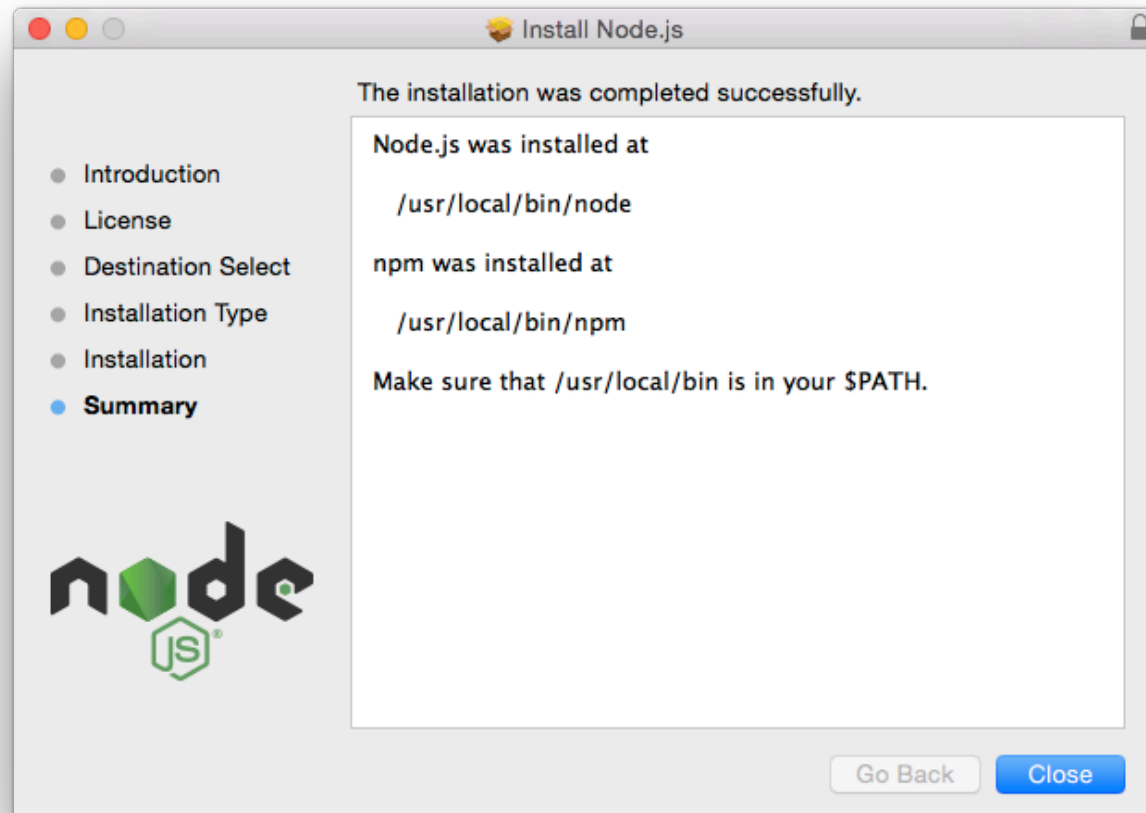 Install Node.js
The installation was completed successfully.
Introduction
License
Destination Select
Installation Type
Installation
Summary
Node.js was installed at
/usr/local/bin/node
npm was installed at
/usr/local/bin/npm
Make sure that /usr/local/bin is in your $PATH.
node
JS®
Go Back
Close